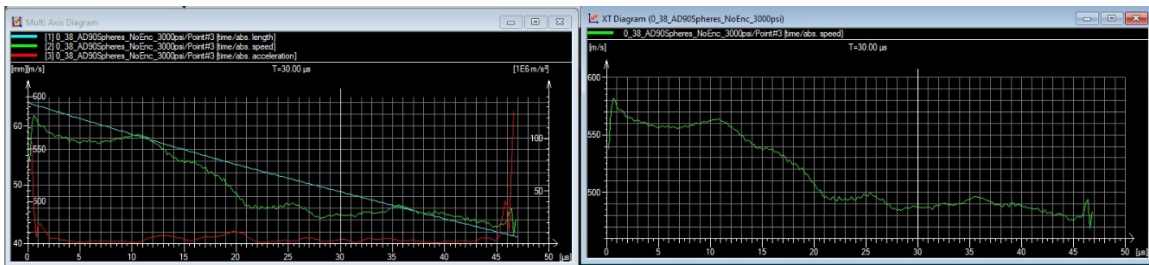 Multi Axis Diagram
[1] 0_38_AD90Spheres_NoEnc_3000psi/Point#3 [time/abs. length]
[2] 0_38_AD90Spheres_NoEnc_3000psi/Point#3 [time/abs. speed]
[3] 0_38_AD90Spheres_NoEnc_3000psi/Point#3 [time/abs. acceleration]
[mm][m/s] T=30.00 µs [1E6 m/s²]
600
60
550
100
50
500
50
40
0 5 10 15 20 25 30 35 40 45 50 [µs]
XT Diagram (0_38_AD90Spheres_NoEnc_3000psi)
0_38_AD90Spheres_NoEnc_3000psi/Point#3 [time/abs. speed]
[m/s] T=30.00 µs
600
550
500
0 5 10 15 20 25 30 35 40 45 50 [µs]